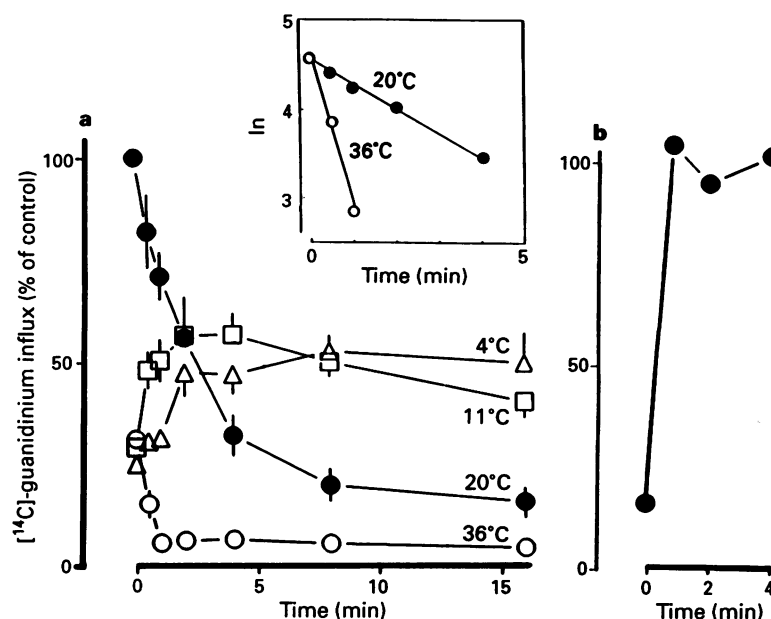 a
[¹⁴C]-guanidinium influx (% of control)
100
50
0
0 5 10 15
Time (min)
4°C
11°C
20°C
36°C
ln
5
4
3
0 5
Time (min)
20°C
36°C
b
100
50
0
0 2 4
Time (min)